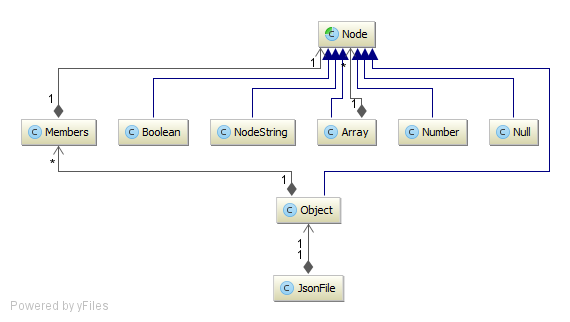 C Node
1
*
1
1
C Members
C Boolean
C NodeString
C Array
C Number
C Null
*
1
C Object
1
1
C JsonFile
Powered by yFiles